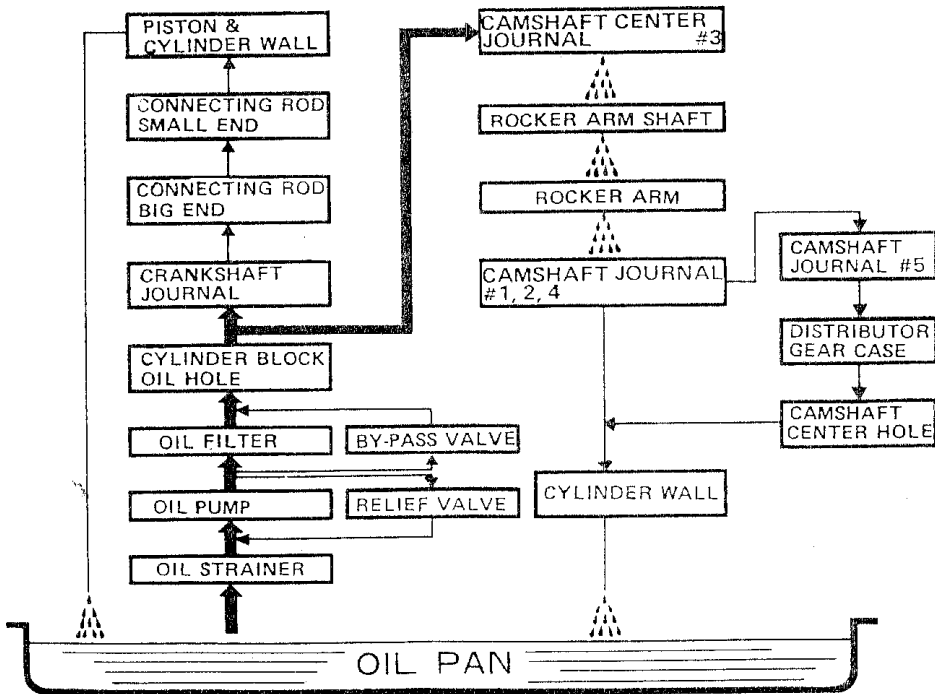 PISTON &
CYLINDER WALL
CONNECTING ROD
SMALL END
CONNECTING ROD
BIG END
CRANKSHAFT
JOURNAL
CYLINDER BLOCK
OIL HOLE
OIL FILTER
BY-PASS VALVE
OIL PUMP
RELIEF VALVE
OIL STRAINER
CAMSHAFT CENTER
JOURNAL #3
ROCKER ARM SHAFT
ROCKER ARM
CAMSHAFT JOURNAL
#1, 2, 4
CAMSHAFT
JOURNAL #5
DISTRIBUTOR
GEAR CASE
CAMSHAFT
CENTER HOLE
CYLINDER WALL
OIL PAN